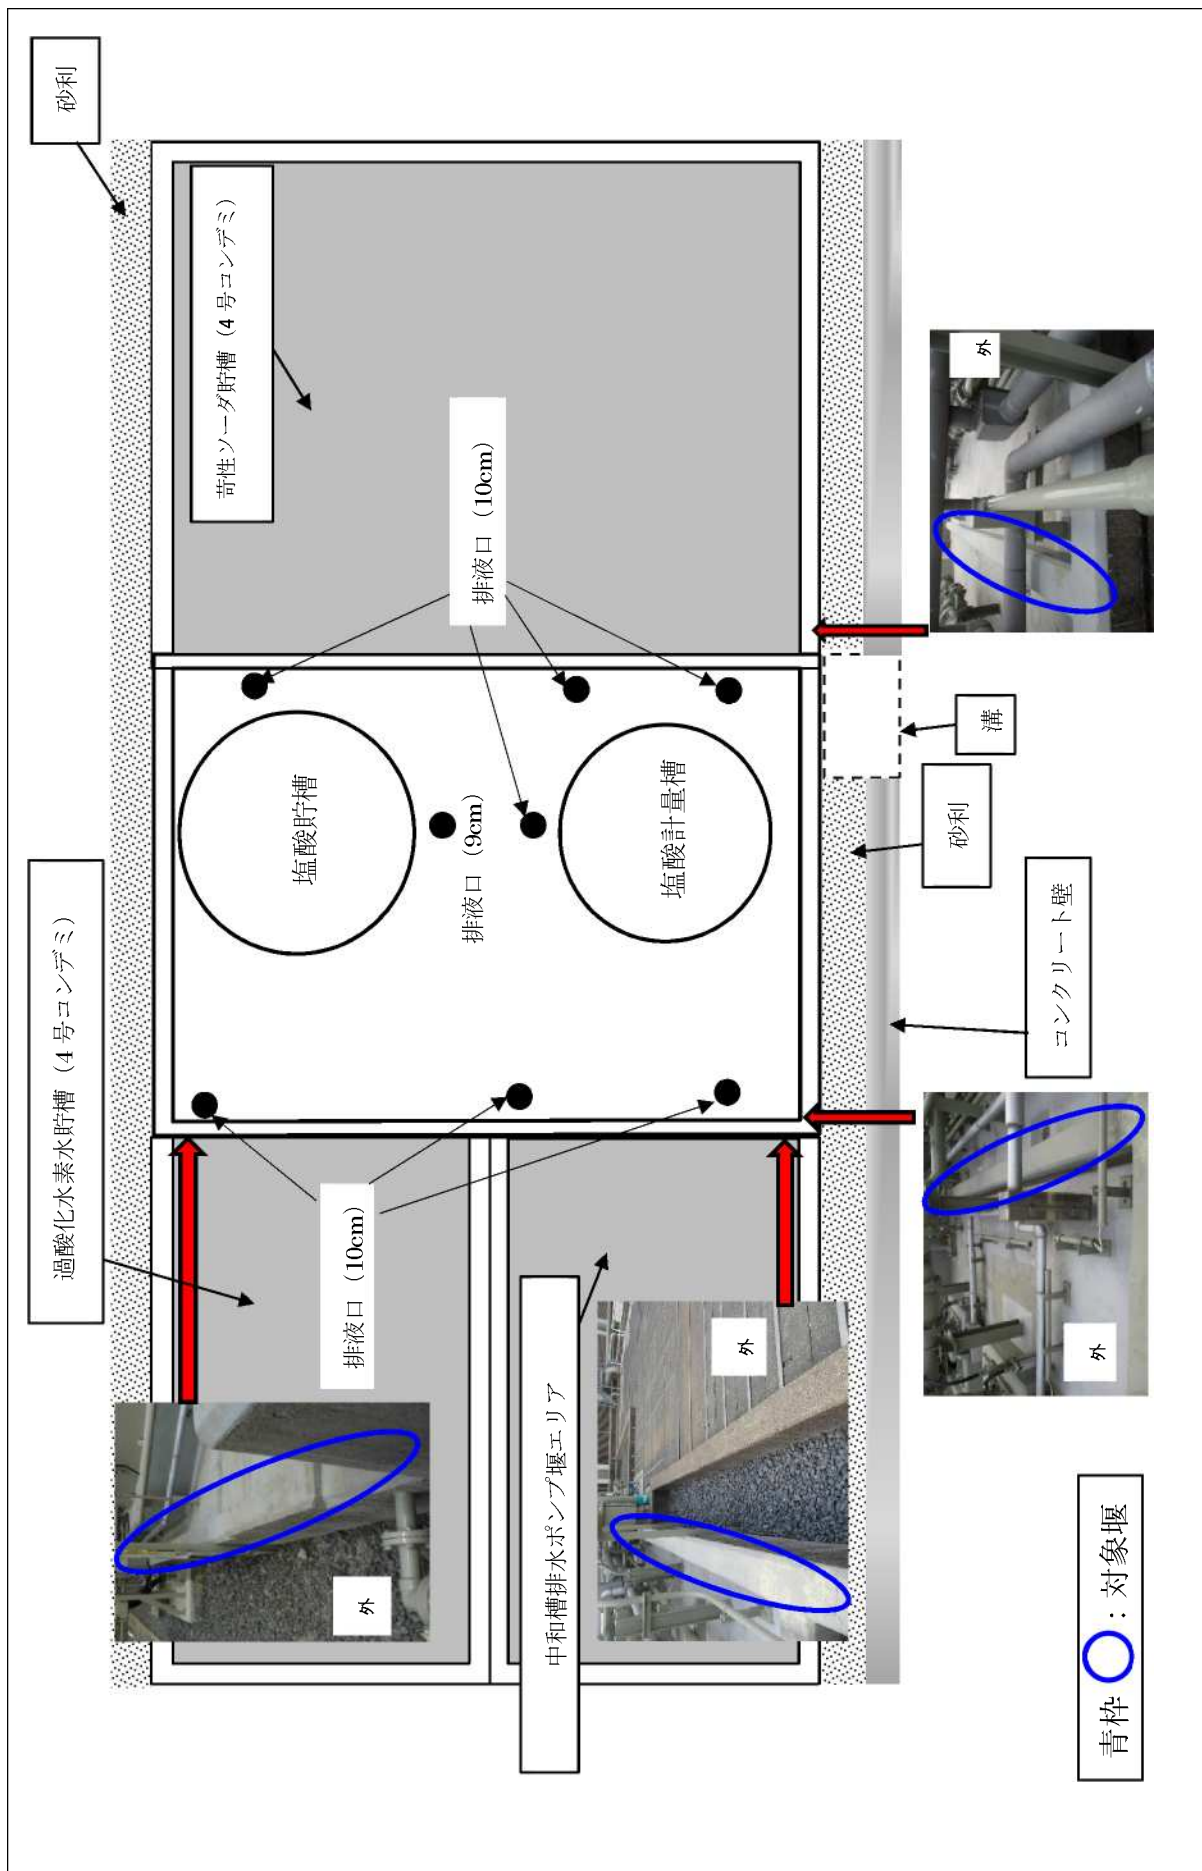 過酸化水素水貯槽（4 号コンデミ）
砂利
苛性ソーダ貯槽（4 号コンデミ）
塩酸貯槽
外
排液口（10cm）
排液口（9cm）
排液口（10cm）
中和槽排水ポンプ堰エリア
塩酸計量槽
外
砂利
溝
外
コンクリート壁
外
青枠 ：対象堰